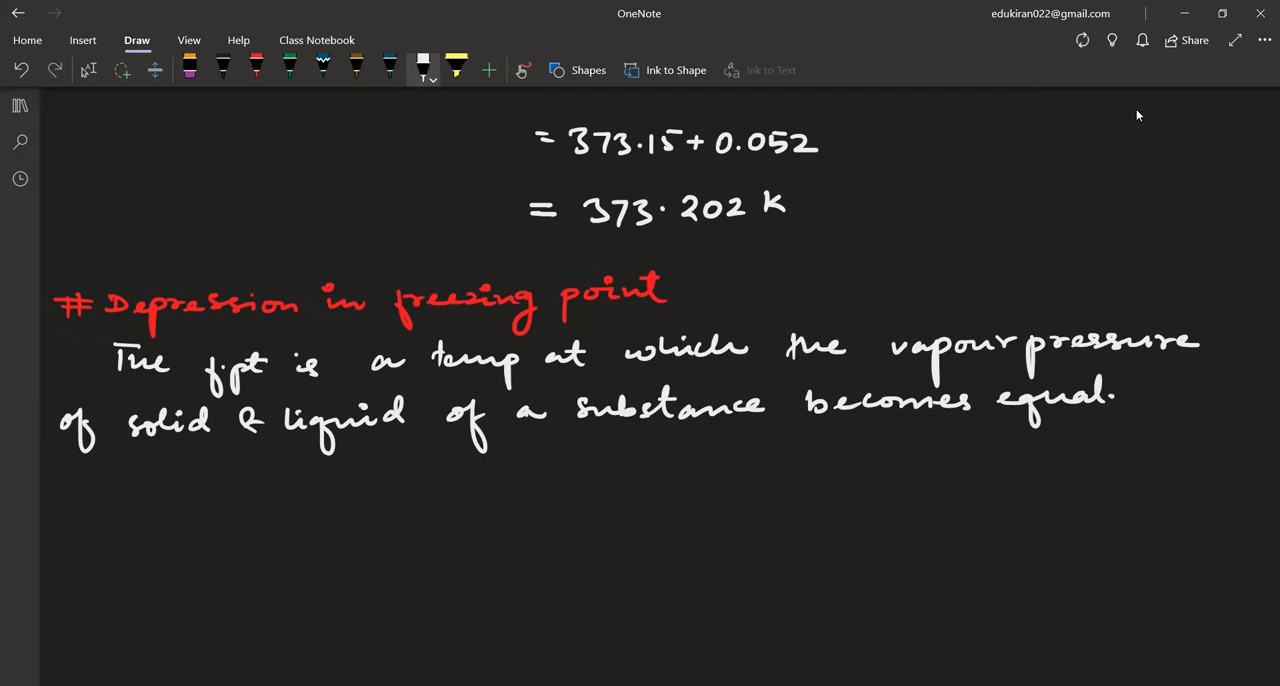 OneNote
edukiran022@gmail.com
Home Insert Draw View Help Class Notebook
Share
Shapes Ink to Shape Ink to Text
= 373.15 + 0.052
= 373.202 K
# Depression in freezing point
The f.pt is a temp at which the vapour pressure
of solid & liquid of a substance becomes equal.